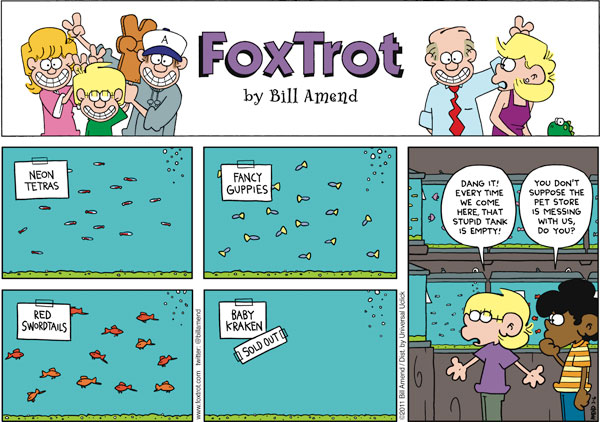 A
FoxTrot
by Bill Amend
NEON
TETRAS
FANCY
GUPPIES
RED
SWORDTAILS
BABY
KRAKEN
SOLD OUT
www.foxtrot.com twitter: @billamend
©2011 Bill Amend / Dist. by Universal Uclick
DANG IT!
EVERY TIME
WE COME
HERE, THAT
STUPID TANK
IS EMPTY!
YOU DON'T
SUPPOSE THE
PET STORE
IS MESSING
WITH US,
DO YOU?